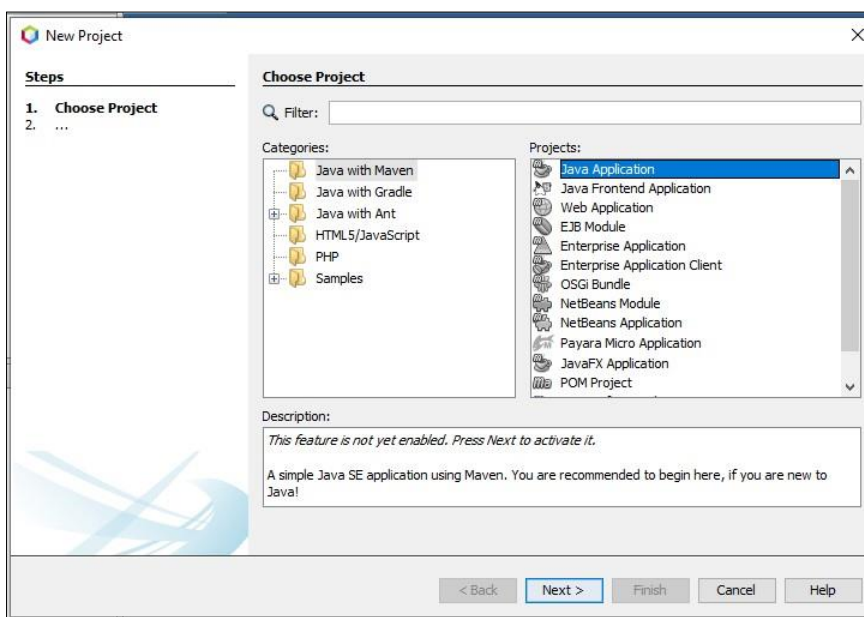 New Project
Steps
1. Choose Project
2. ...
Choose Project
Filter:
Categories:
Java with Maven
Java with Gradle
Java with Ant
HTML5/JavaScript
PHP
Samples
Projects:
Java Application
Java Frontend Application
Web Application
EJB Module
Enterprise Application
Enterprise Application Client
OSGi Bundle
NetBeans Module
NetBeans Application
Payara Micro Application
JavaFX Application
POM Project
Description:
This feature is not yet enabled. Press Next to activate it.
A simple Java SE application using Maven. You are recommended to begin here, if you are new to
Java!
< Back
Next >
Finish
Cancel
Help